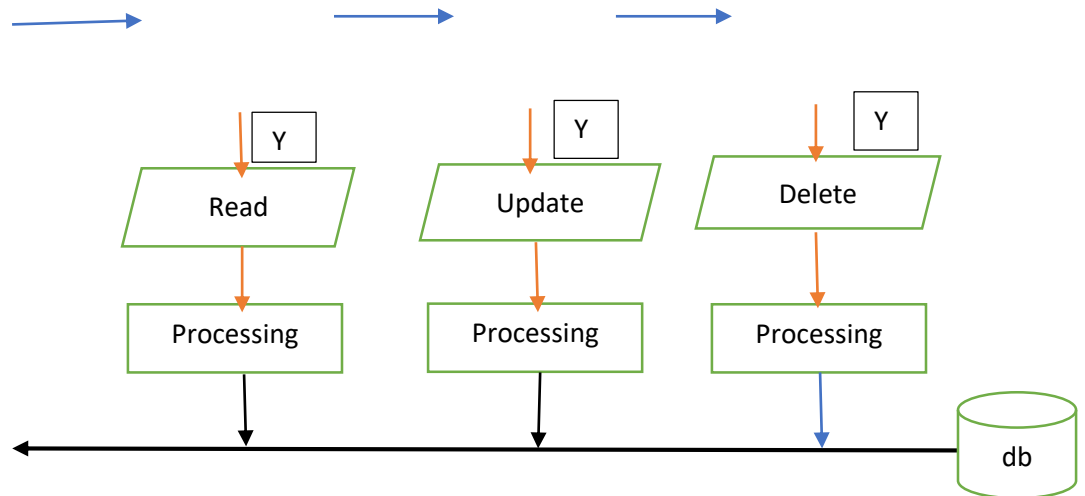 Y
Y
Y
Read
Update
Delete
Processing
Processing
Processing
db